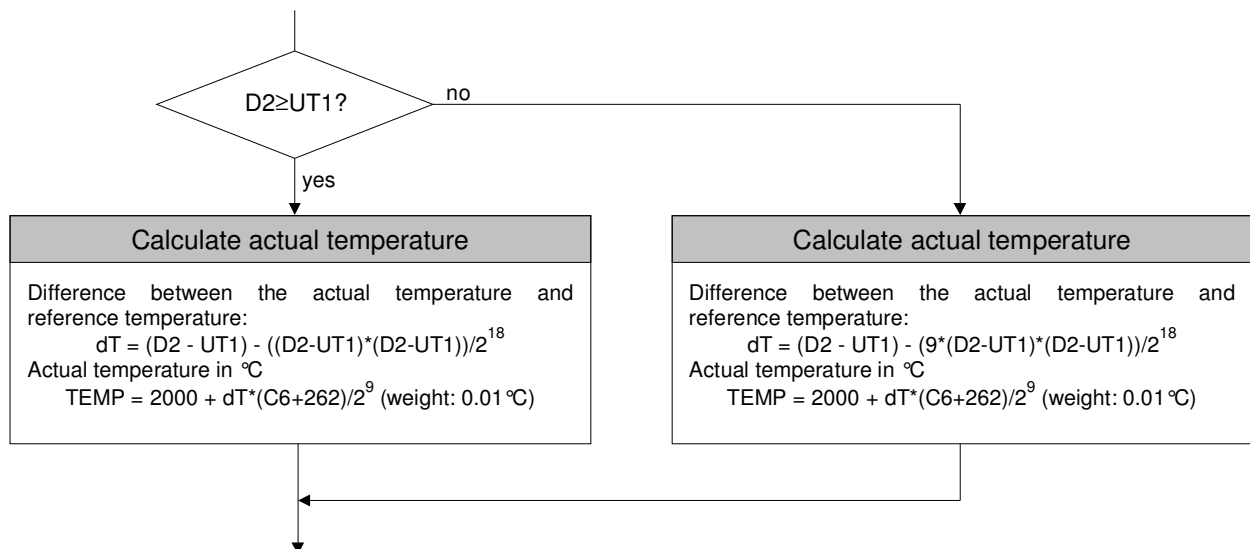 D2≥UT1?
no
yes
Calculate actual temperature
Difference between the actual temperature and
reference temperature:
dT = (D2 - UT1) - ((D2-UT1)*(D2-UT1))/2^18
Actual temperature in °C
TEMP = 2000 + dT*(C6+262)/2^9 (weight: 0.01°C)
Calculate actual temperature
Difference between the actual temperature and
reference temperature:
dT = (D2 - UT1) - (9*(D2-UT1)*(D2-UT1))/2^18
Actual temperature in °C
TEMP = 2000 + dT*(C6+262)/2^9 (weight: 0.01°C)